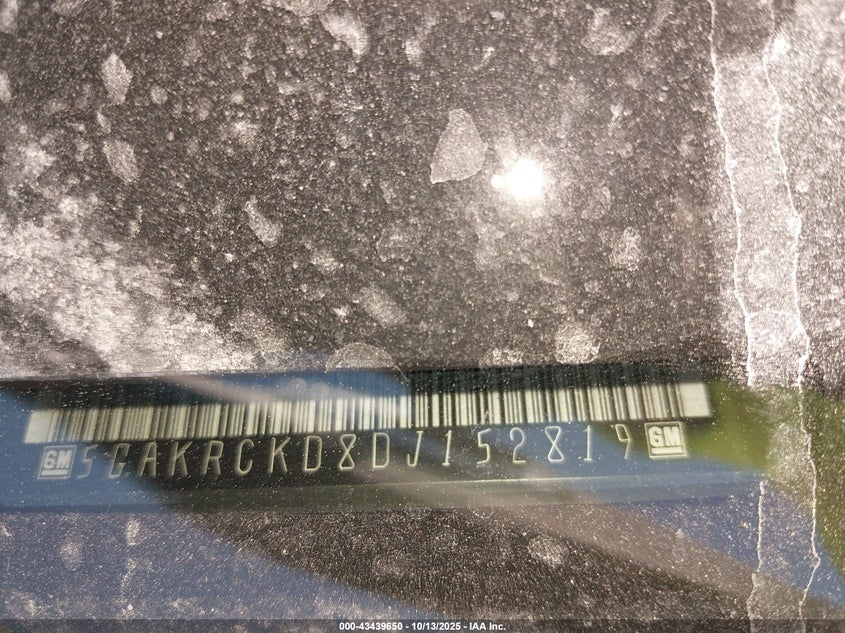 GM 5GAKRCKD8DJ152819 GM
000-43439650 - 10/13/2025 - IAA Inc.